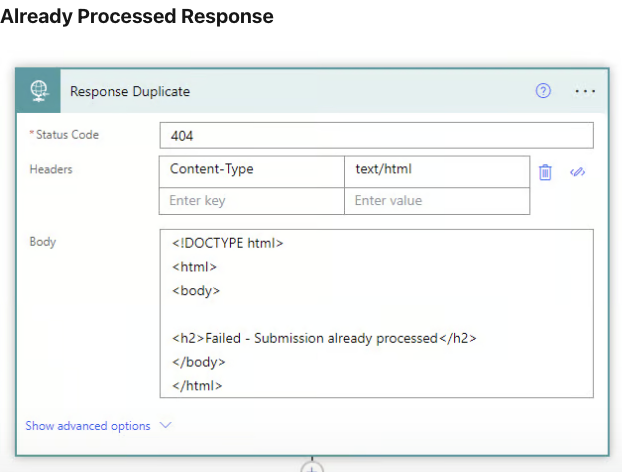 Already Processed Response
Response Duplicate
* Status Code
404
Headers
Content-Type
text/html
Enter key
Enter value
Body
<!DOCTYPE html>
<html>
<body>
<h2>Failed - Submission already processed</h2>
</body>
</html>
Show advanced options